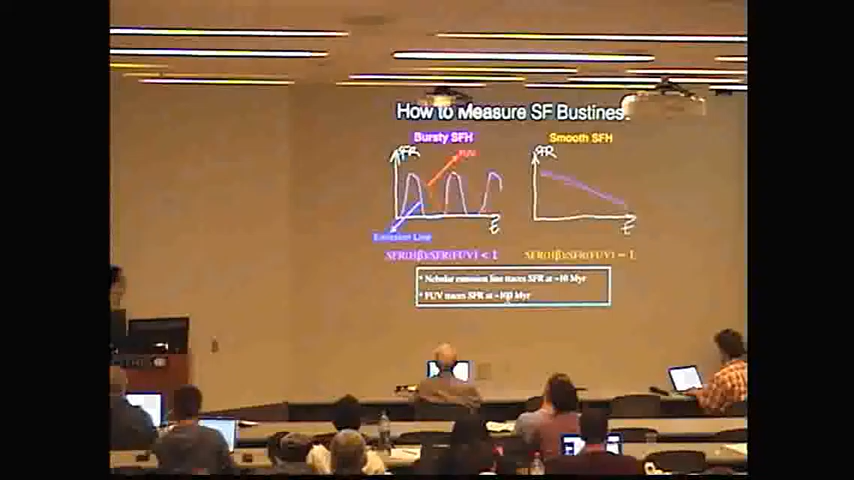 How to Measure SF Bustiness
Bursty SFH
Smooth SFH
SFR
FUV
SFR
t
t
Emission Line
SFR(Hβ):SFR(FUV) < 1
SFR(Hβ):SFR(FUV) ~ 1
* Nebular emission line traces SFR at ~10 Myr
* FUV traces SFR at ~100 Myr